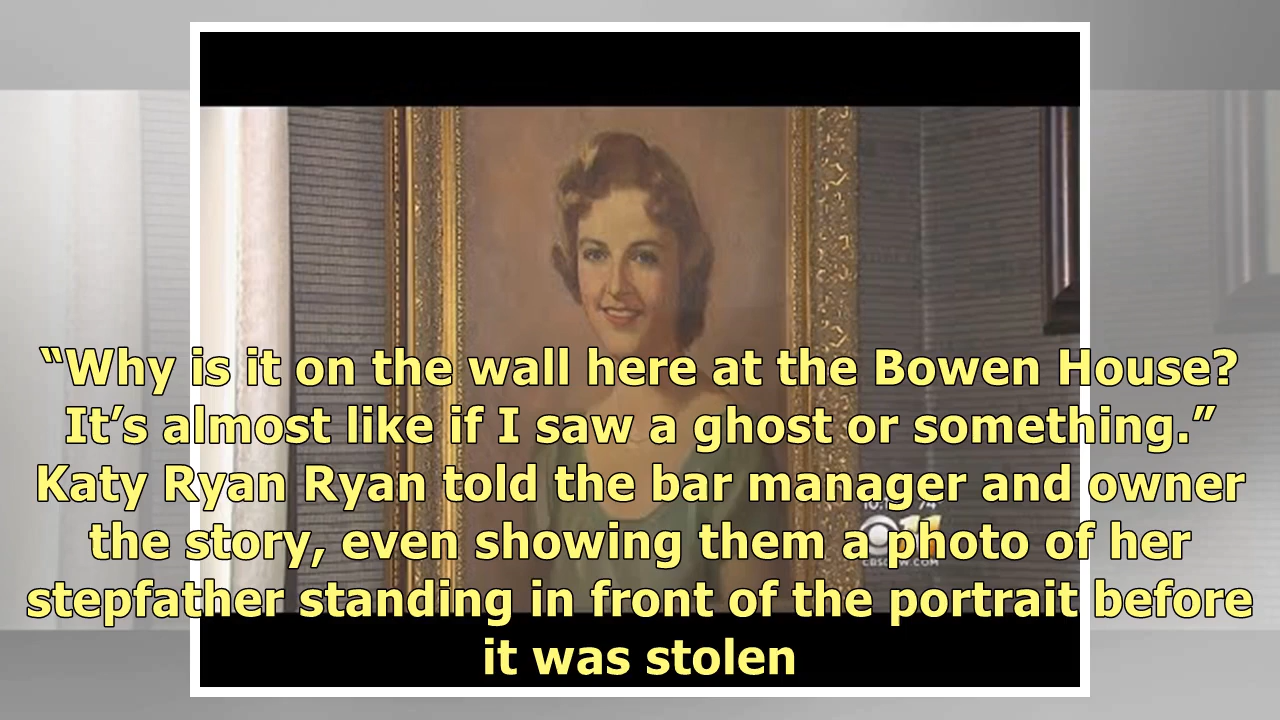 “Why is it on the wall here at the Bowen House?
It’s almost like if I saw a ghost or something.”
Katy Ryan Ryan told the bar manager and owner
the story, even showing them a photo of her
stepfather standing in front of the portrait before
it was stolen